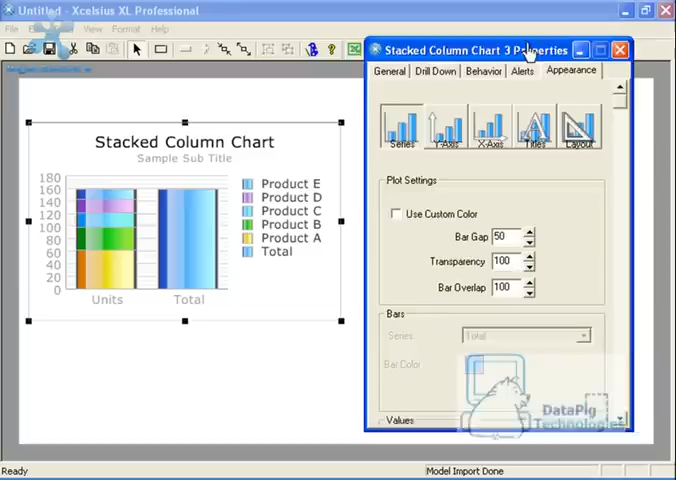 Untitled - Xcelsius XL Professional
File Edit View Format Help
Stacked Column Chart 3 Properties
General Drill Down Behavior Alerts Appearance
Series Y-Axis X-Axis Titles Layout
Plot Settings
Use Custom Color
Bar Gap 50
Transparency 100
Bar Overlap 100
Bars
Series Total
Bar Color
Values
DataPig
Technologies
Stacked Column Chart
Sample Sub Title
180
160
140
120
100
80
60
40
20
0
Units Total
Product E
Product D
Product C
Product B
Product A
Total
Ready Model Import Done